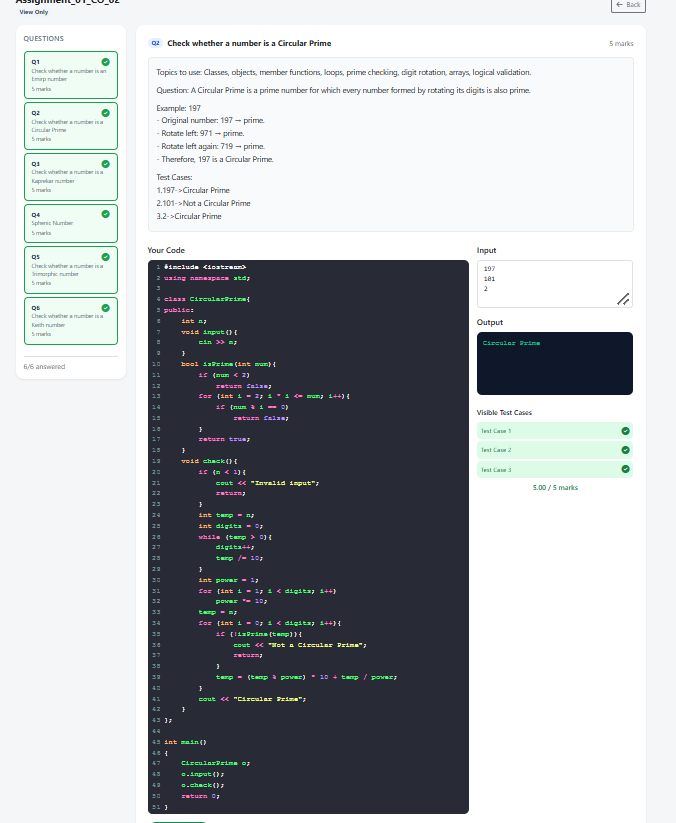 Assignment_01_CO_02
View Only
← Back
QUESTIONS
Q1
Check whether a number is an
Emirp number
5 marks
Q2
Check whether a number is a
Circular Prime
5 marks
Q3
Check whether a number is a
Kaprekar number
5 marks
Q4
Sphenic Number
5 marks
Q5
Check whether a number is a
Trimorphic number
5 marks
Q6
Check whether a number is a
Keith number
5 marks
6/6 answered
Q2 Check whether a number is a Circular Prime
5 marks
Topics to use: Classes, objects, member functions, loops, prime checking, digit rotation, arrays, logical validation.
Question: A Circular Prime is a prime number for which every number formed by rotating its digits is also prime.
Example: 197
- Original number: 197 → prime.
- Rotate left: 971 → prime.
- Rotate left again: 719 → prime.
- Therefore, 197 is a Circular Prime.
Test Cases:
1.197->Circular Prime
2.101->Not a Circular Prime
3.2->Circular Prime
Your Code
1 #include <iostream>
2 using namespace std;
3
4 class CircularPrime{
5 public:
6 int n;
7 void input(){
8 cin >> n;
9 }
10 bool isPrime(int num){
11 if (num < 2)
12 return false;
13 for (int i = 2; i * i <= num; i++){
14 if (num % i == 0)
15 return false;
16 }
17 return true;
18 }
19 void check(){
20 if (n < 1){
21 cout << "Invalid input";
22 return;
23 }
24 int temp = n;
25 int digits = 0;
26 while (temp > 0){
27 digits++;
28 temp /= 10;
29 }
30 int power = 1;
31 for (int i = 1; i < digits; i++)
32 power *= 10;
33 temp = n;
34 for (int i = 0; i < digits; i++){
35 if (!isPrime(temp)){
36 cout << "Not a Circular Prime";
37 return;
38 }
39 temp = (temp % power) * 10 + temp / power;
40 }
41 cout << "Circular Prime";
42 }
43 };
44
45 int main()
46 {
47 CircularPrime c;
48 c.input();
49 c.check();
50 return 0;
51 }
Input
197
101
2
Output
Circular Prime
Visible Test Cases
Test Case 1
Test Case 2
Test Case 3
5.00 / 5 marks